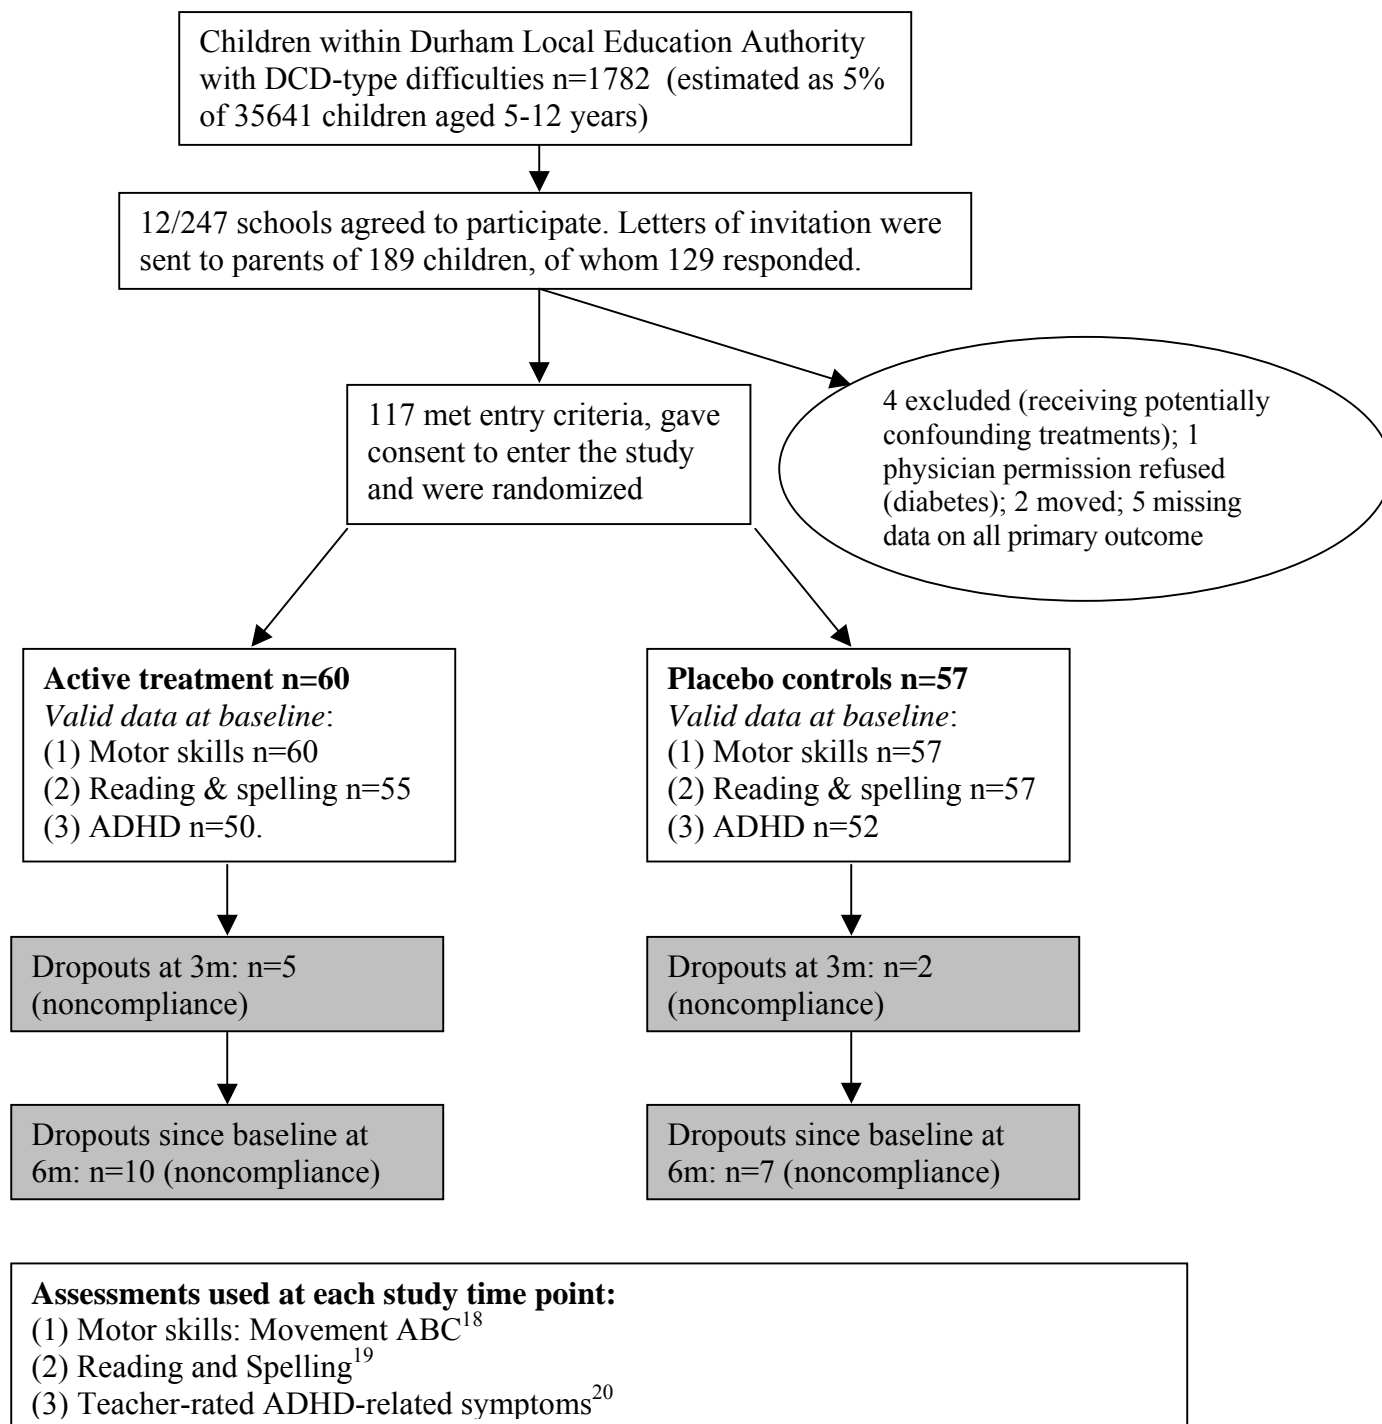 Children within Durham Local Education Authority
with DCD-type difficulties n=1782 (estimated as 5%
of 35641 children aged 5-12 years)
12/247 schools agreed to participate. Letters of invitation were
sent to parents of 189 children, of whom 129 responded.
117 met entry criteria, gave
consent to enter the study
and were randomized
4 excluded (receiving potentially
confounding treatments); 1
physician permission refused
(diabetes); 2 moved; 5 missing
data on all primary outcome
Active treatment n=60
Valid data at baseline:
(1) Motor skills n=60
(2) Reading & spelling n=55
(3) ADHD n=50.
Placebo controls n=57
Valid data at baseline:
(1) Motor skills n=57
(2) Reading & spelling n=57
(3) ADHD n=52
Dropouts at 3m: n=5
(noncompliance)
Dropouts at 3m: n=2
(noncompliance)
Dropouts since baseline at
6m: n=10 (noncompliance)
Dropouts since baseline at
6m: n=7 (noncompliance)
Assessments used at each study time point:
(1) Motor skills: Movement ABC18
(2) Reading and Spelling19
(3) Teacher-rated ADHD-related symptoms20